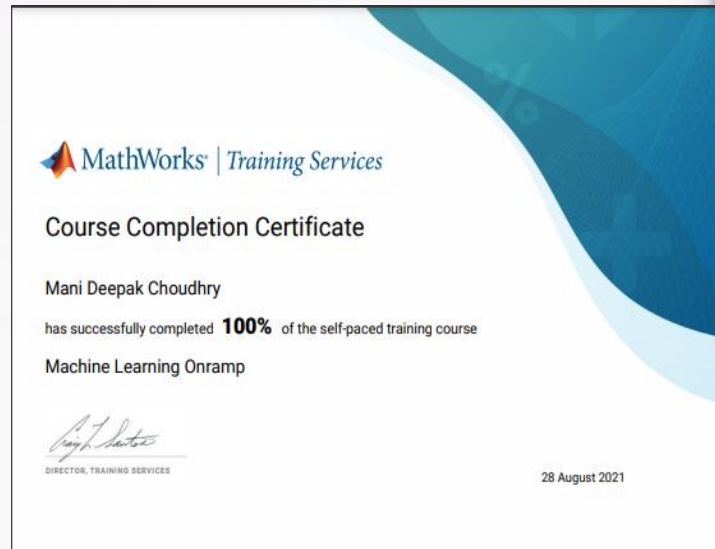 MathWorks® | Training Services
Course Completion Certificate
Mani Deepak Choudhry
has successfully completed 100% of the self-paced training course
Machine Learning Onramp
DIRECTOR, TRAINING SERVICES
28 August 2021